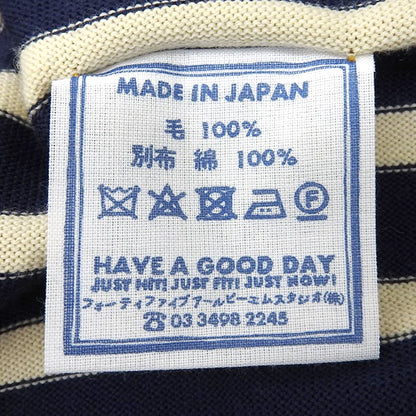 MADE IN JAPAN
毛 100%
別布 綿 100%
HAVE A GOOD DAY
JUST HIT! JUST FIT! JUST NOW!
フォーティファイブアールピーエムスタジオ(株)
☎03 3498 2245